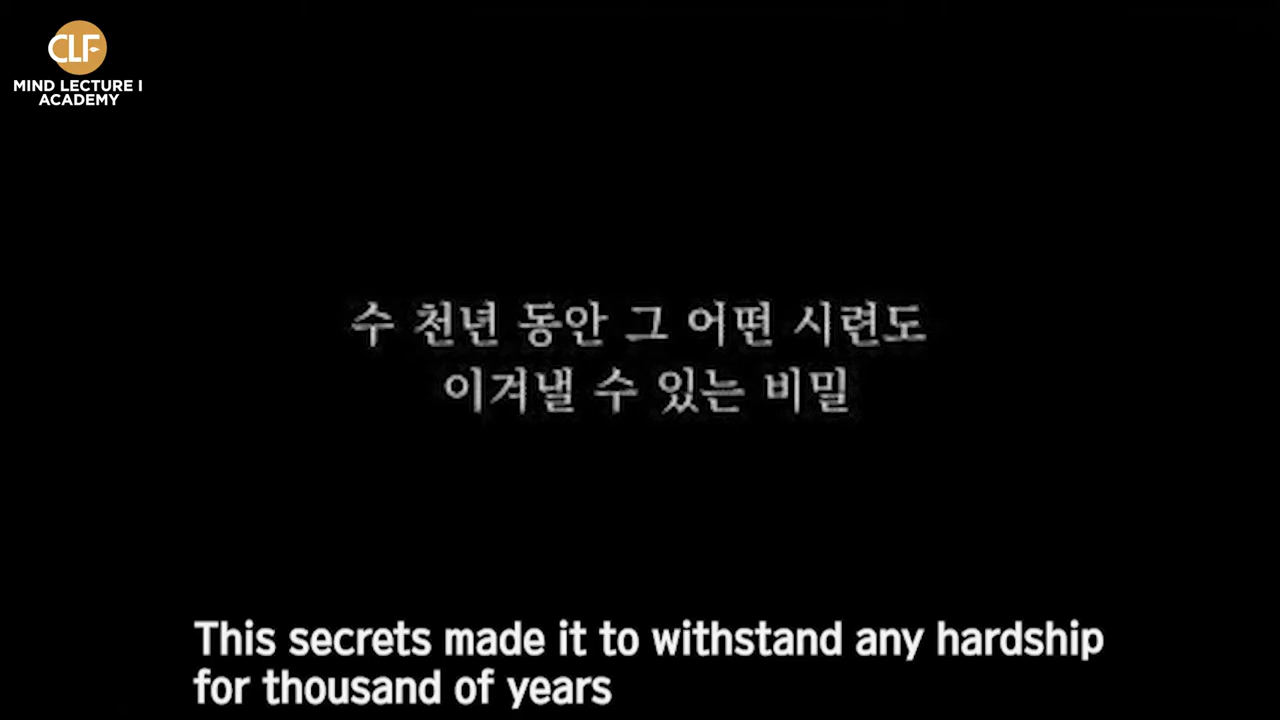 CLF
MIND LECTURE I
ACADEMY
수 천년 동안 그 어떤 시련도
이겨낼 수 있는 비밀
This secrets made it to withstand any hardship
for thousand of years